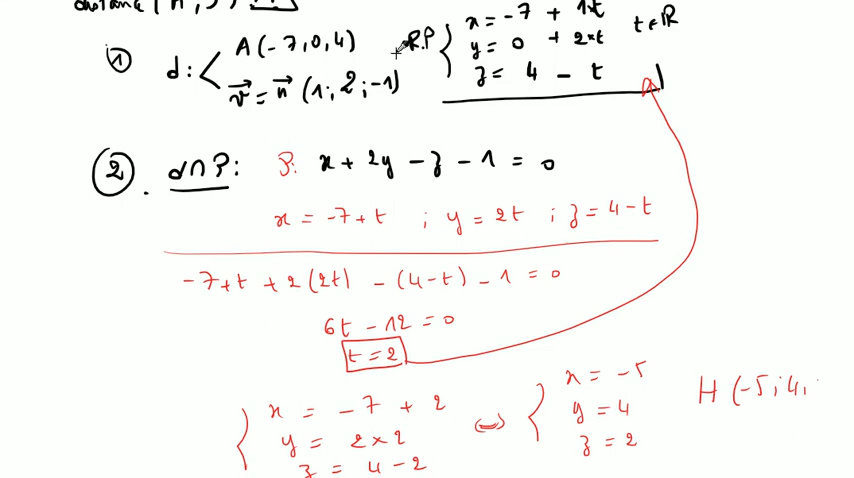 distance (A, P)
① d: A(-7,0,4) R.P x = -7 + 1×t t ∈ ℝ
v⃗ = n⃗ (1; 2; -1) y = 0 + 2×t
z = 4 - t
② d∩P: P: x + 2y - z - 1 = 0
x = -7+t ; y = 2t ; z = 4-t
-7+t + 2(2t) - (4-t) - 1 = 0
6t - 12 = 0
t = 2
x = -7 + 2 ⇔ x = -5 H (-5; 4;
y = 2×2 y = 4
z = 4-2 z = 2